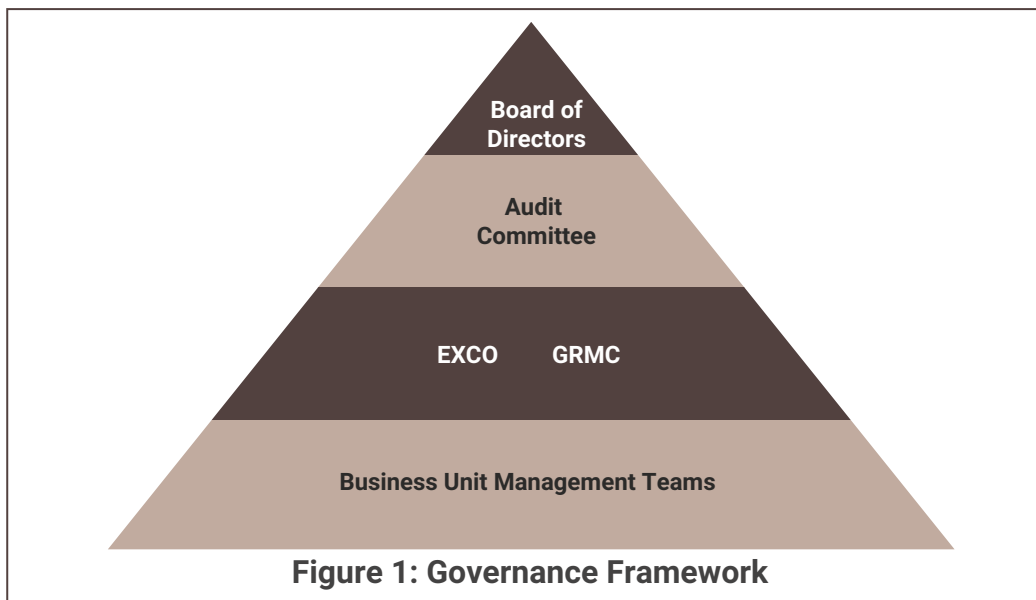 Board of
Directors
Audit
Committee
EXCO GRMC
Business Unit Management Teams
Figure 1: Governance Framework